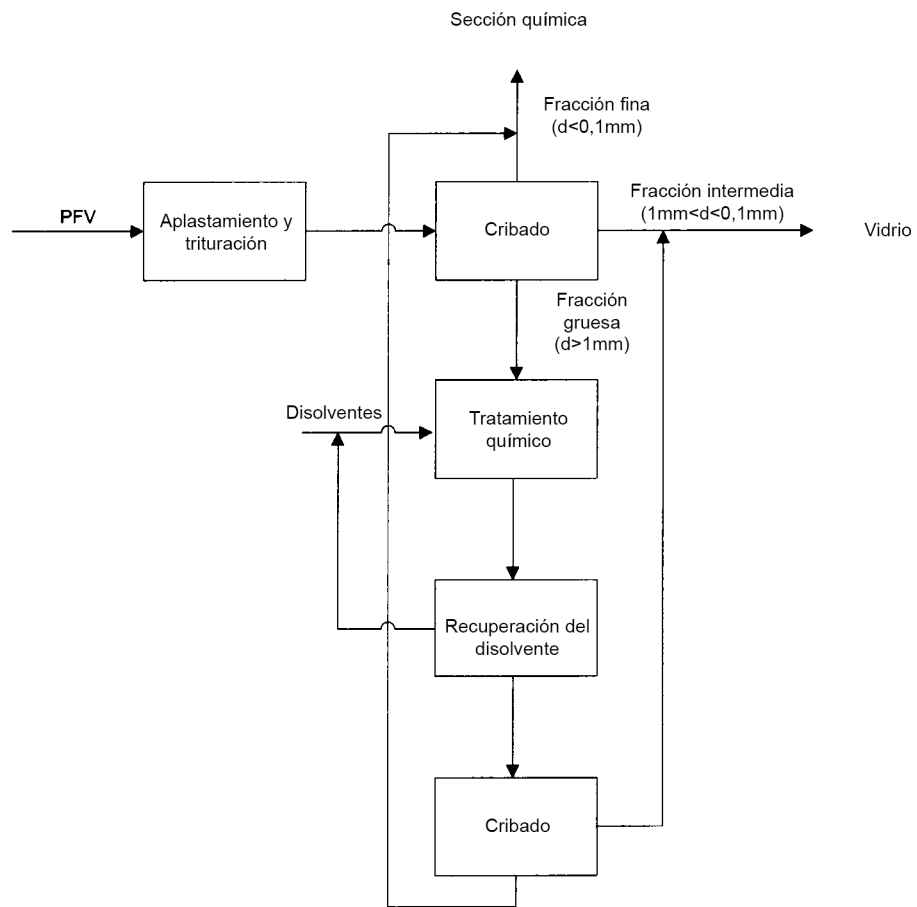 Sección química
Fracción fina
(d<0,1mm)
Fracción intermedia
(1mm<d<0,1mm)
PFV
Aplastamiento y
trituración
Cribado
Vidrio
Fracción
gruesa
(d>1mm)
Disolventes
Tratamiento
químico
Recuperación del
disolvente
Cribado